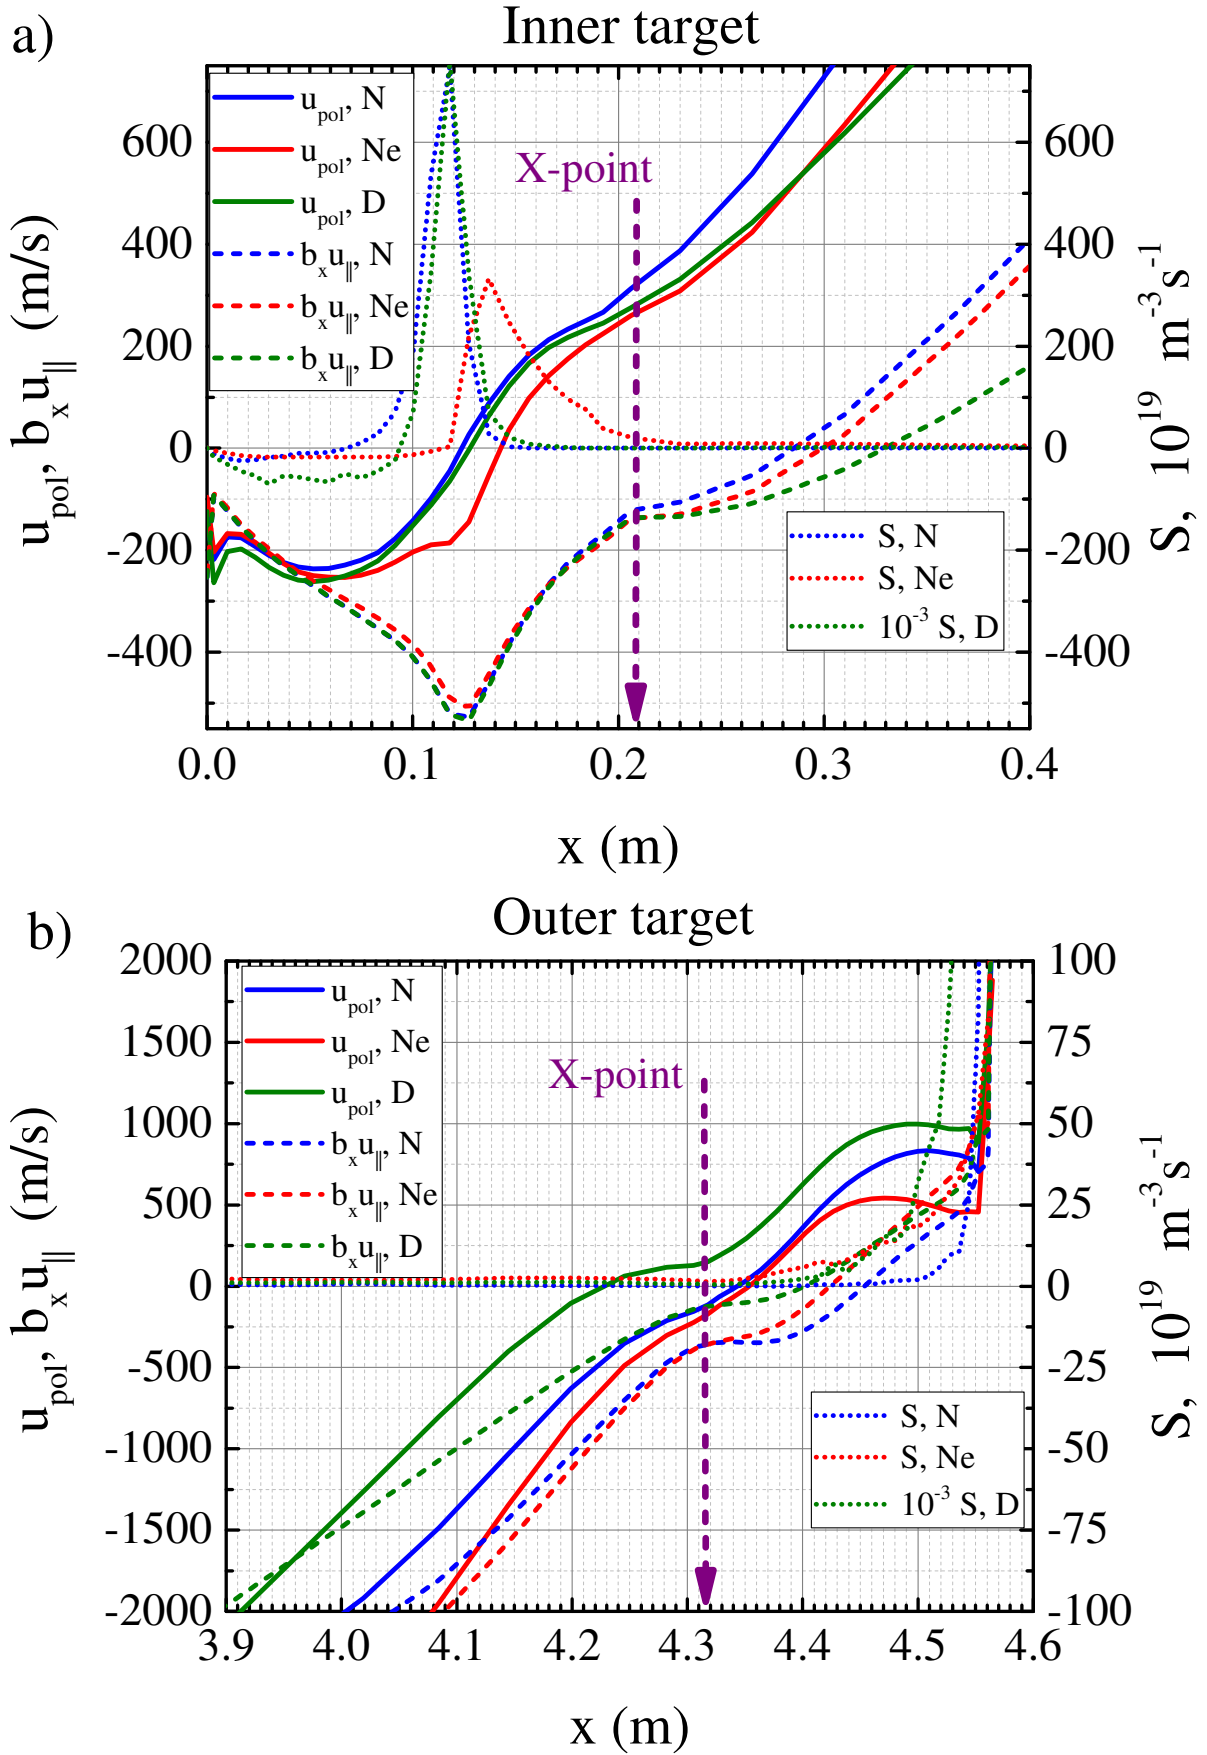 a)
Inner target
u_pol, N
u_pol, Ne
u_pol, D
b_x u_||, N
b_x u_||, Ne
b_x u_||, D
X-point
S, N
S, Ne
10^-3 S, D
600
400
200
0
-200
-400
600
400
200
0
-200
-400
u_pol, b_x u_|| (m/s)
S, 10^19 m^-3 s^-1
0.0 0.1 0.2 0.3 0.4
x (m)
b)
Outer target
u_pol, N
u_pol, Ne
u_pol, D
b_x u_||, N
b_x u_||, Ne
b_x u_||, D
X-point
S, N
S, Ne
10^-3 S, D
2000
1500
1000
500
0
-500
-1000
-1500
-2000
100
75
50
25
0
-25
-50
-75
-100
u_pol, b_x u_|| (m/s)
S, 10^19 m^-3 s^-1
3.9 4.0 4.1 4.2 4.3 4.4 4.5 4.6
x (m)